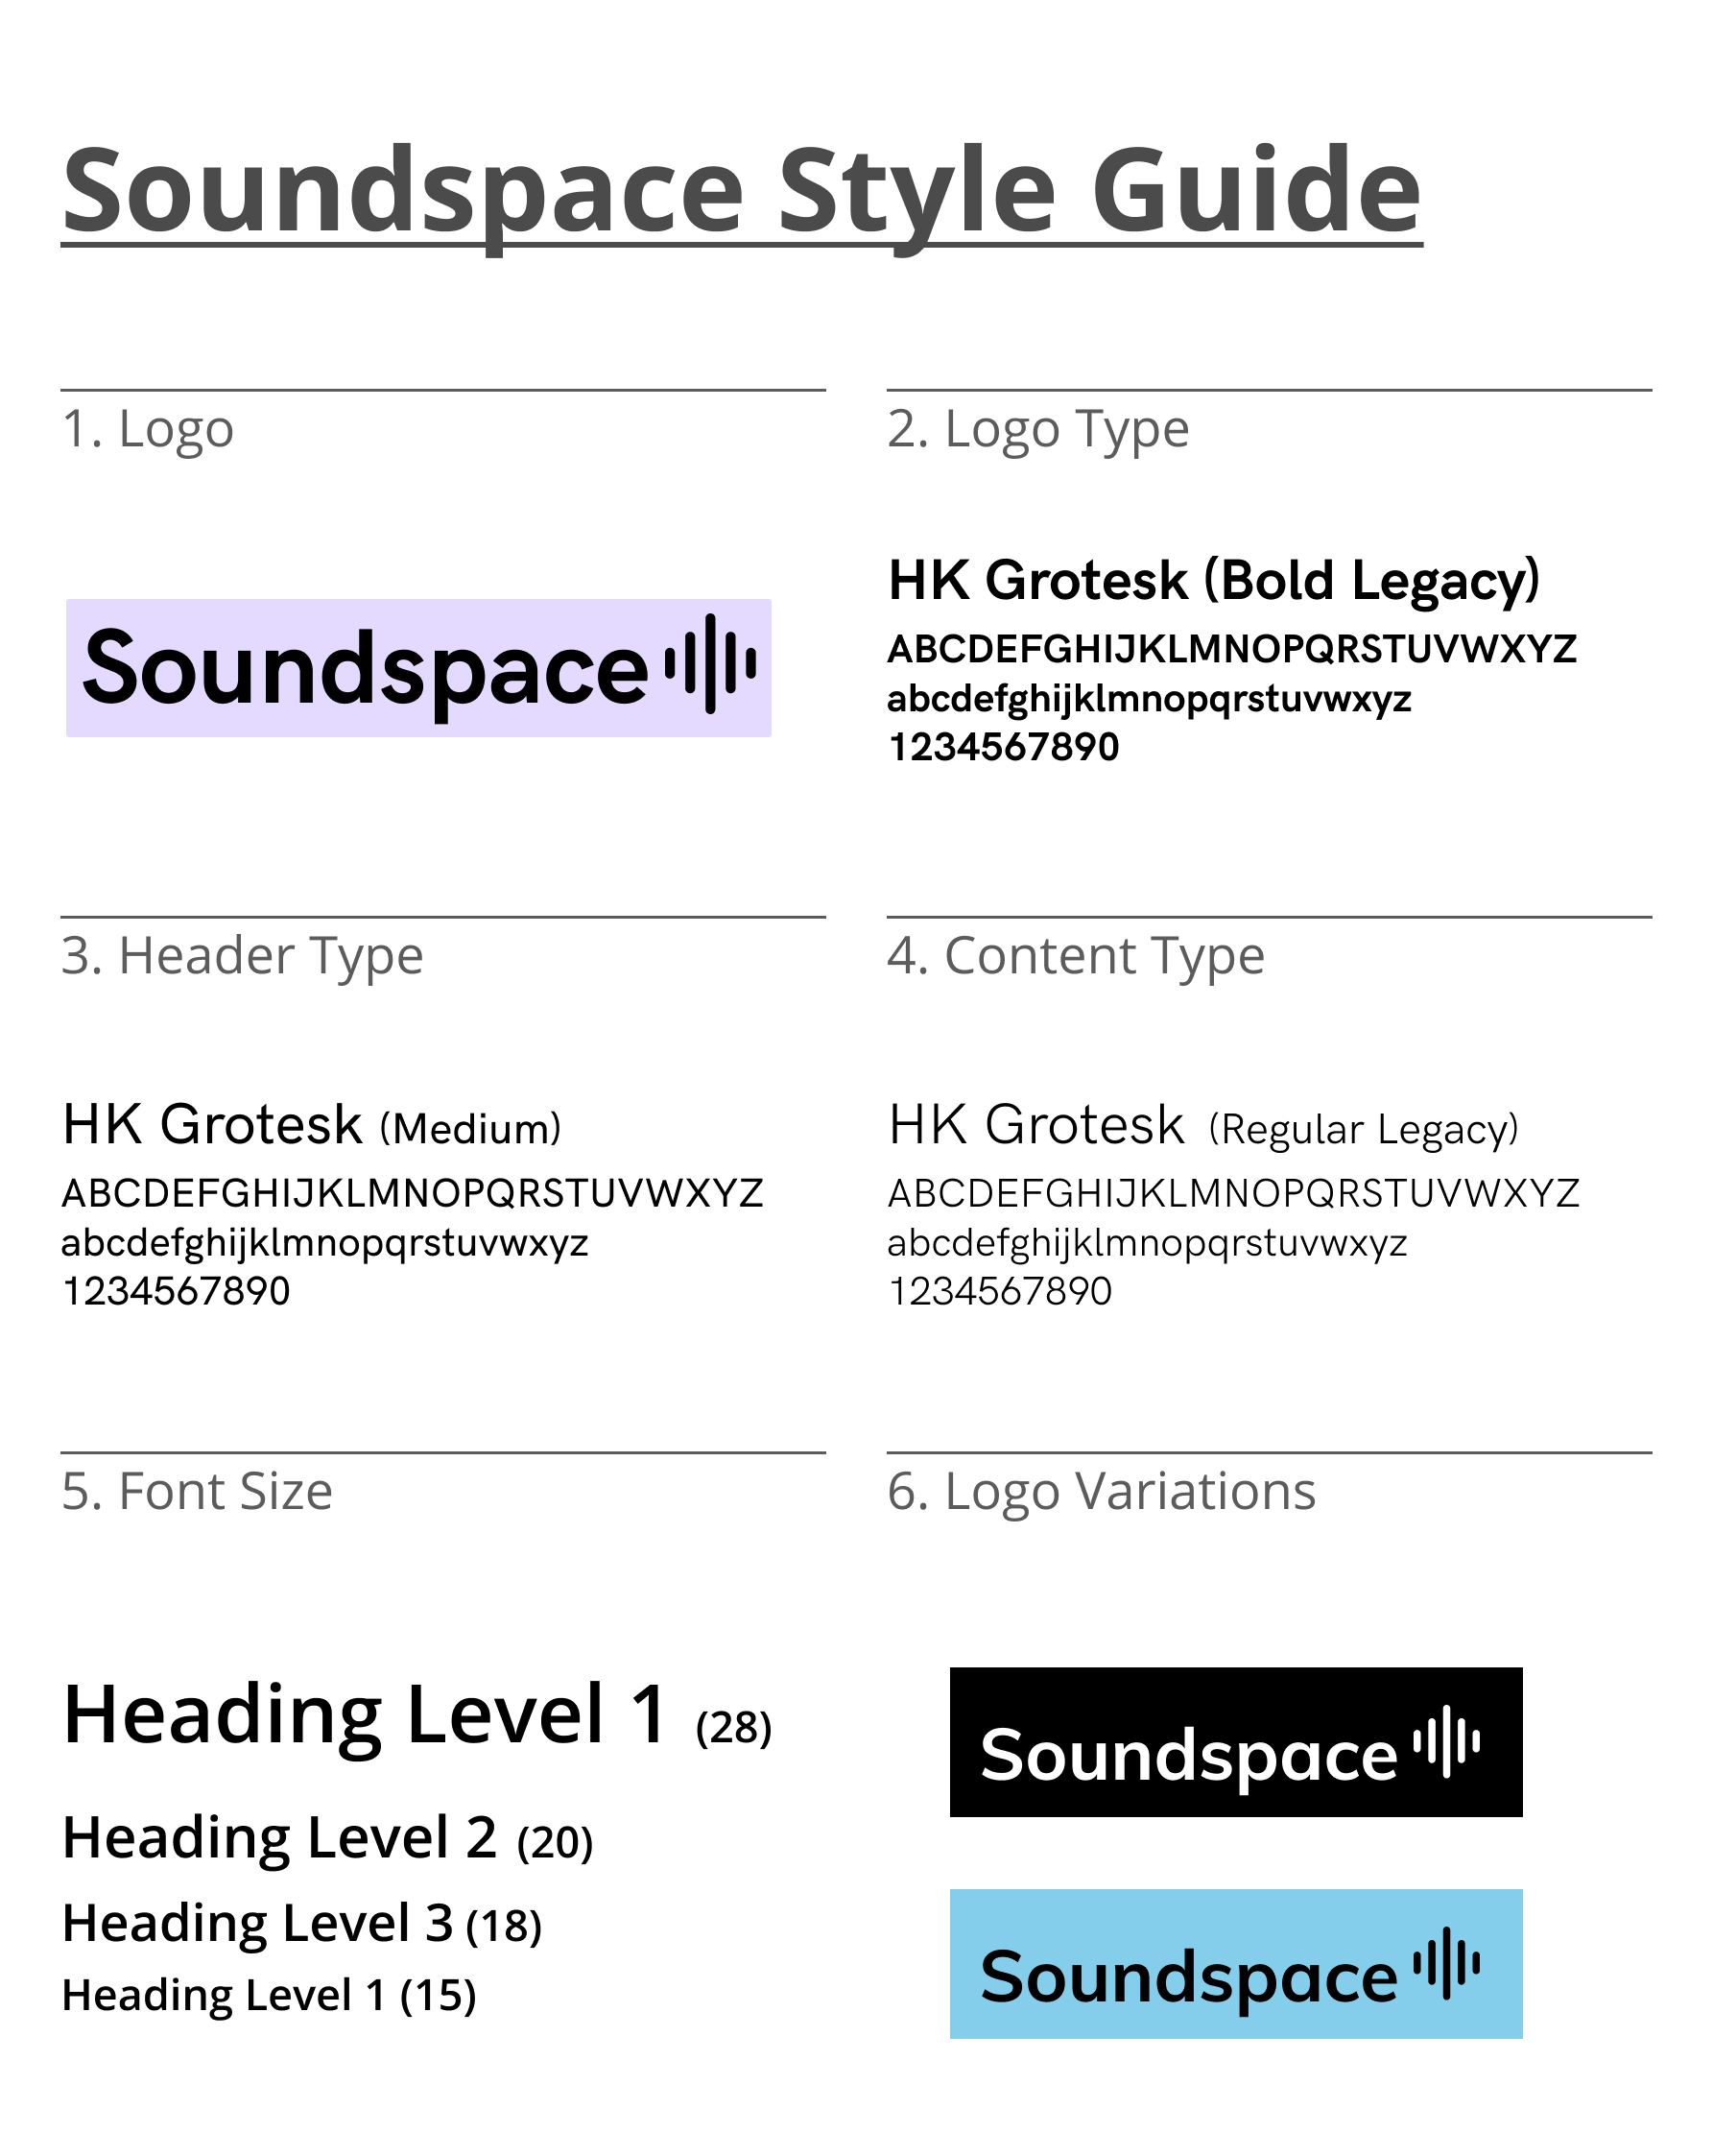 Soundspace Style Guide
1. Logo
Soundspace
2. Logo Type
HK Grotesk (Bold Legacy)
ABCDEFGHIJKLMNOPQRSTUVWXYZ
abcdefghijklmnopqrstuvwxyz
1234567890
3. Header Type
HK Grotesk (Medium)
ABCDEFGHIJKLMNOPQRSTUVWXYZ
abcdefghijklmnopqrstuvwxyz
1234567890
4. Content Type
HK Grotesk (Regular Legacy)
ABCDEFGHIJKLMNOPQRSTUVWXYZ
abcdefghijklmnopqrstuvwxyz
1234567890
5. Font Size
Heading Level 1 (28)
Heading Level 2 (20)
Heading Level 3 (18)
Heading Level 1 (15)
6. Logo Variations
Soundspace
Soundspace